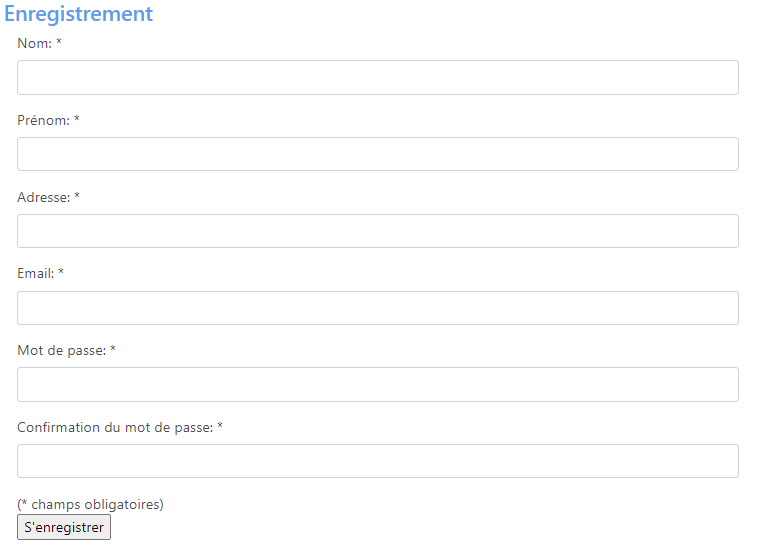 Enregistrement
Nom: *
Prénom: *
Adresse: *
Email: *
Mot de passe: *
Confirmation du mot de passe: *
(* champs obligatoires)
S'enregistrer